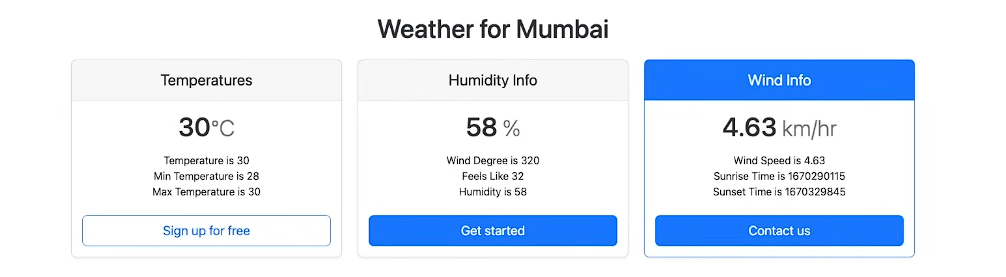 Weather for Mumbai
Temperatures
30°C
Temperature is 30
Min Temperature is 28
Max Temperature is 30
Sign up for free
Humidity Info
58 %
Wind Degree is 320
Feels Like 32
Humidity is 58
Get started
Wind Info
4.63 km/hr
Wind Speed is 4.63
Sunrise Time is 1670290115
Sunset Time is 1670329845
Contact us